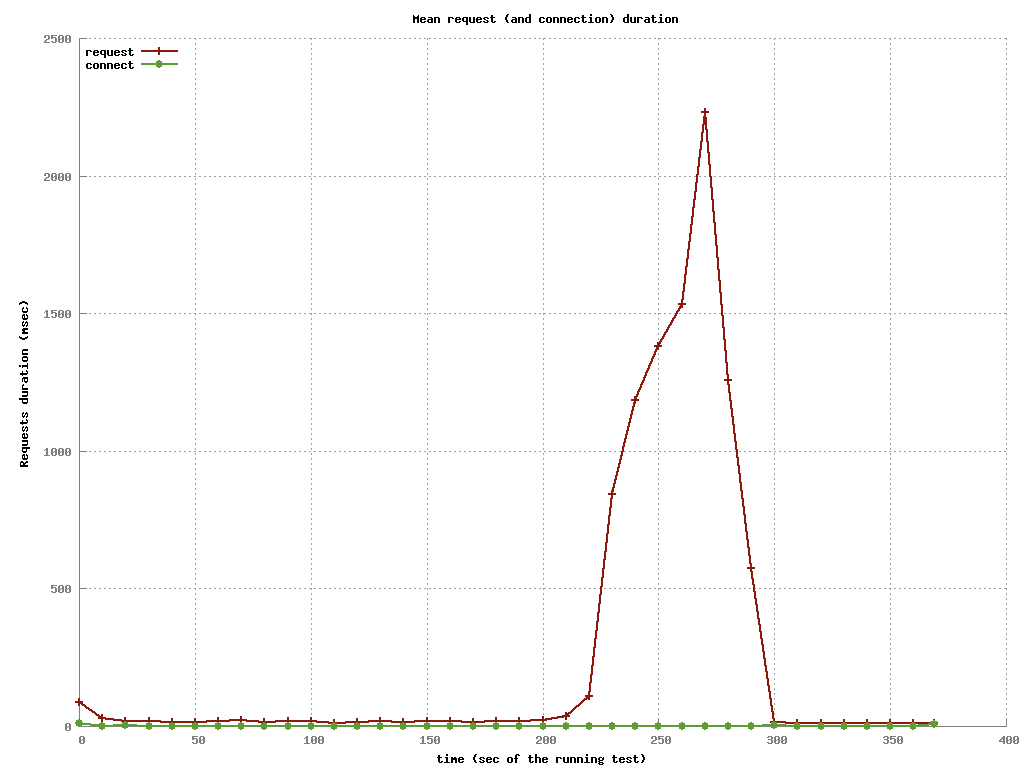 Mean request (and connection) duration
2500
request
connect
2000
1500
1000
500
0
0 50 100 150 200 250 300 350 400
Requests duration (msec)
time (sec of the running test)